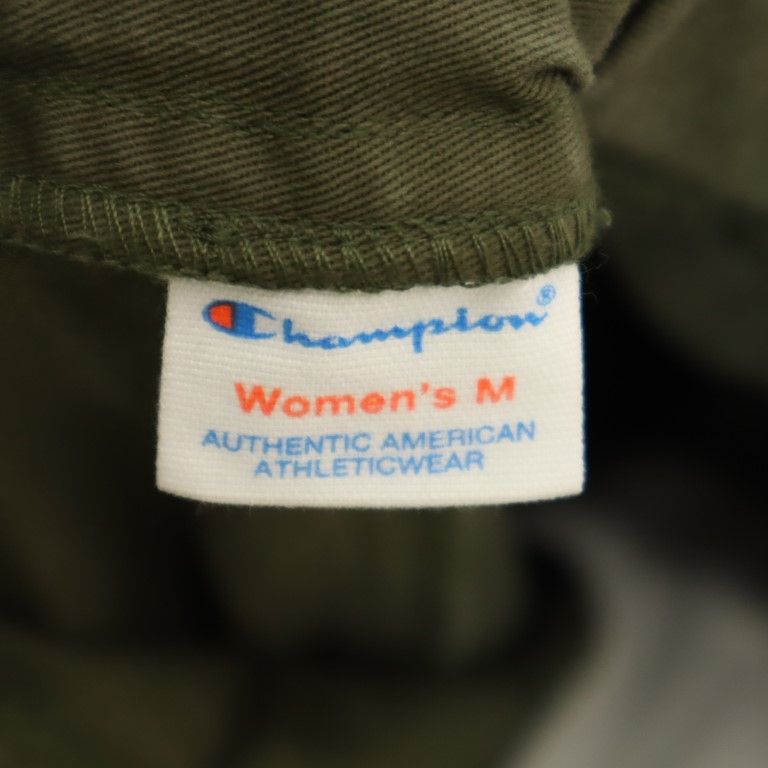 Champion®
Women's M
AUTHENTIC AMERICAN
ATHLETICWEAR